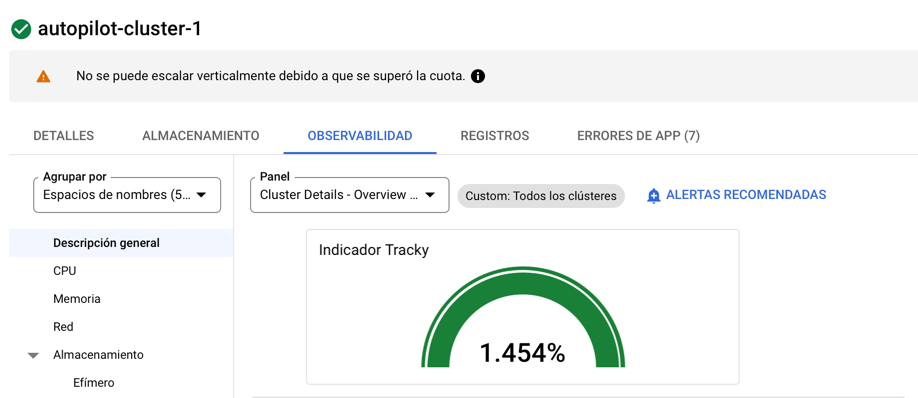 autopilot-cluster-1
No se puede escalar verticalmente debido a que se superó la cuota.
DETALLES ALMACENAMIENTO OBSERVABILIDAD REGISTROS ERRORES DE APP (7)
Agrupar por
Espacios de nombres (5...
Panel
Cluster Details - Overview ...
Custom: Todos los clústeres
ALERTAS RECOMENDADAS
Descripción general
CPU
Memoria
Red
Almacenamiento
Efímero
Indicador Tracky
1.454%